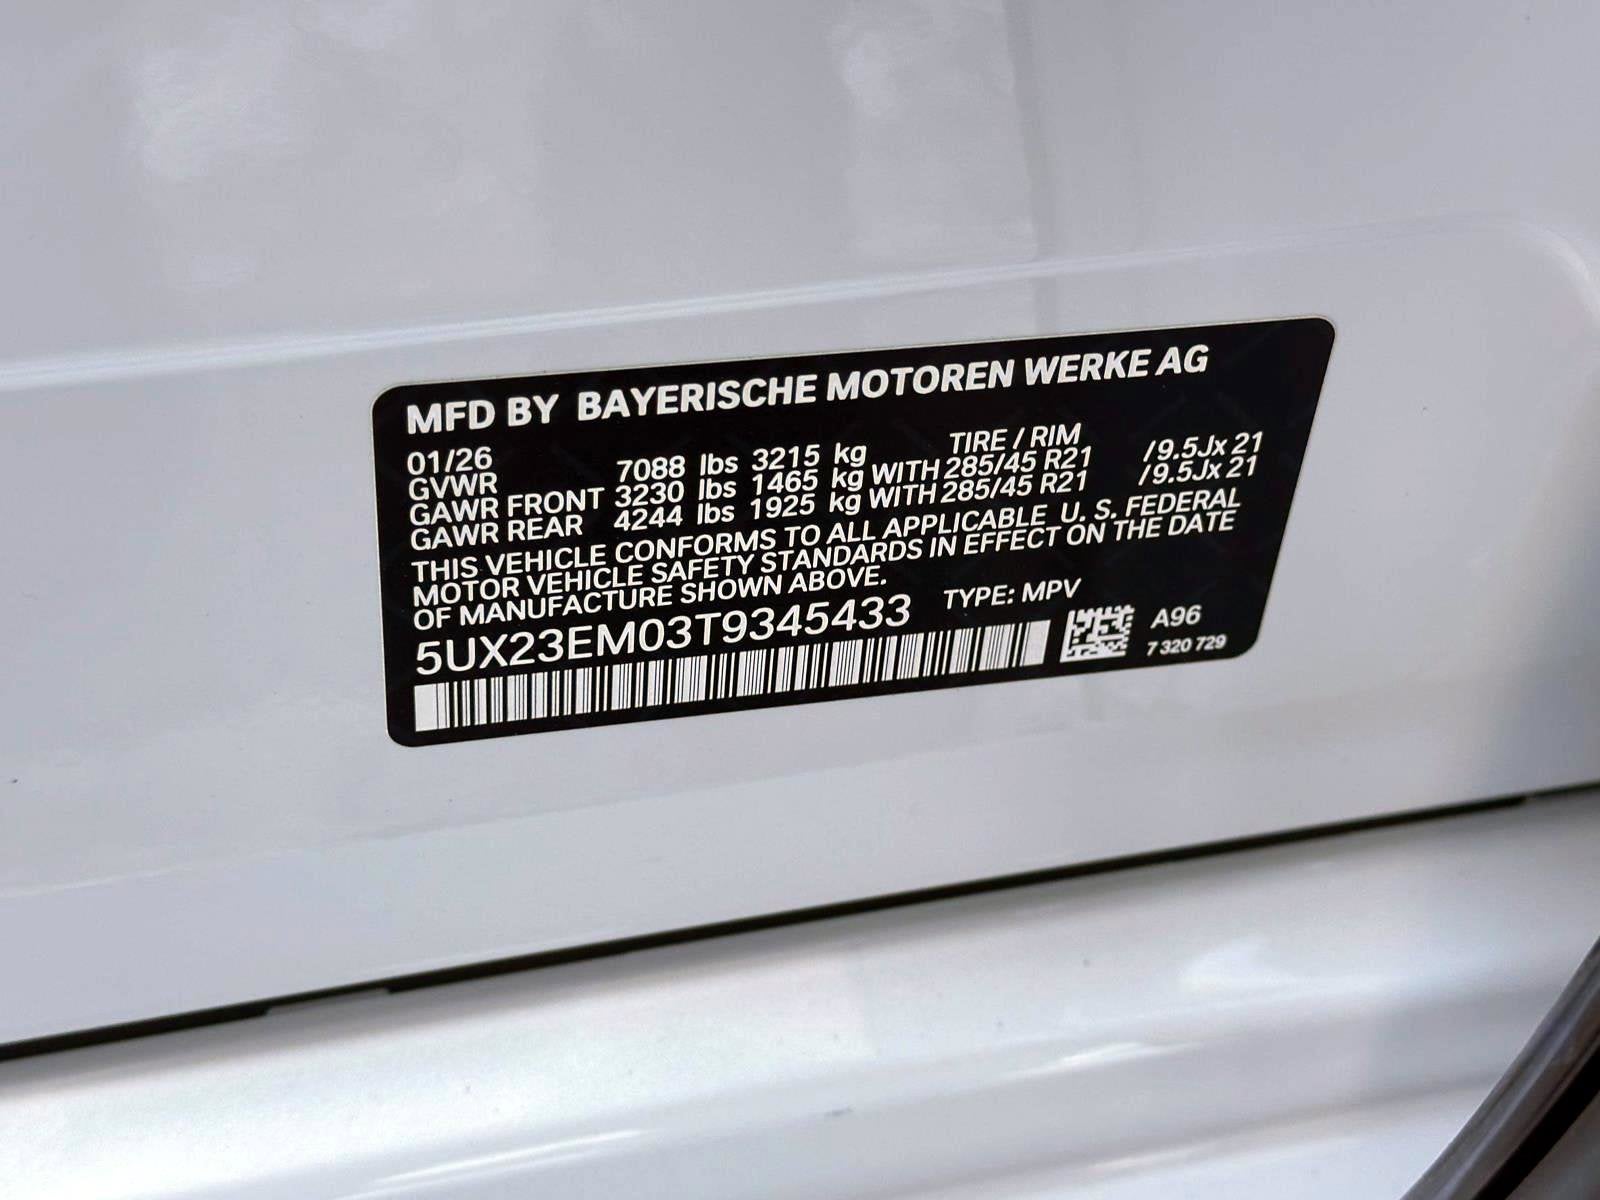 MFD BY BAYERISCHE MOTOREN WERKE AG
01/26 TIRE / RIM
GVWR 7088 lbs 3215 kg
GAWR FRONT 3230 lbs 1465 kg WITH 285/45 R21 /9.5Jx 21
GAWR REAR 4244 lbs 1925 kg WITH 285/45 R21 /9.5Jx 21
THIS VEHICLE CONFORMS TO ALL APPLICABLE U. S. FEDERAL
MOTOR VEHICLE SAFETY STANDARDS IN EFFECT ON THE DATE
OF MANUFACTURE SHOWN ABOVE.
5UX23EM03T9345433 TYPE: MPV
A96
7 320 729